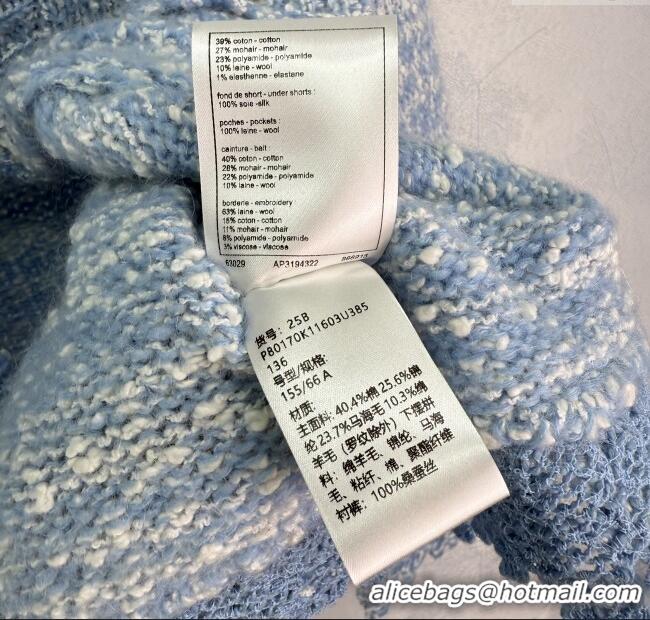 39% coton - cotton
27% mohair - mohair
23% polyamide - polyamide
10% laine - wool
1% elasthenne - elastane
fond de short - under shorts :
100% soie -silk
poches - pockets :
100% laine - wool
cainture - balt :
40% coton - cotton
28% mohair - mohair
22% polyamide - polyamide
10% laine - wool
borderie - embroidery
63% laine - wool
15% coton - cotton
11% mohair - mohair
8% polyamide - polyamide
3% viscose - viscose
63029 AP3194322
货号：25B
P80170K11603U385
136
号型/规格:
155/66 A
材质:
主面料: 40.4%棉 25.6%锦
纶 23.7%马海毛 10.3%绵
羊毛（罗纹除外）下摆拼
料：绵羊毛、锦纶、马海
毛、粘纤、棉、聚酯纤维
衬裤：100%桑蚕丝
alicebags@hotmail.com